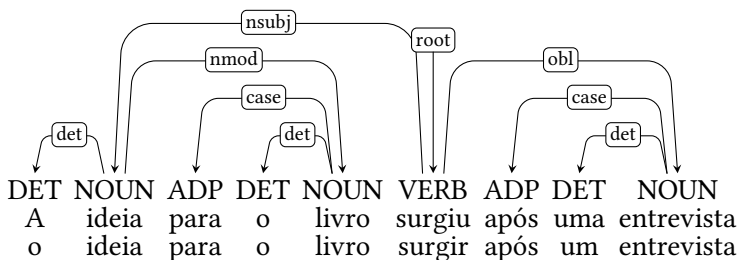 nsubj
root
nmod obl
case case
det det det
DET NOUN ADP DET NOUN VERB ADP DET NOUN
A ideia para o livro surgiu após uma entrevista
o ideia para o livro surgir após um entrevista